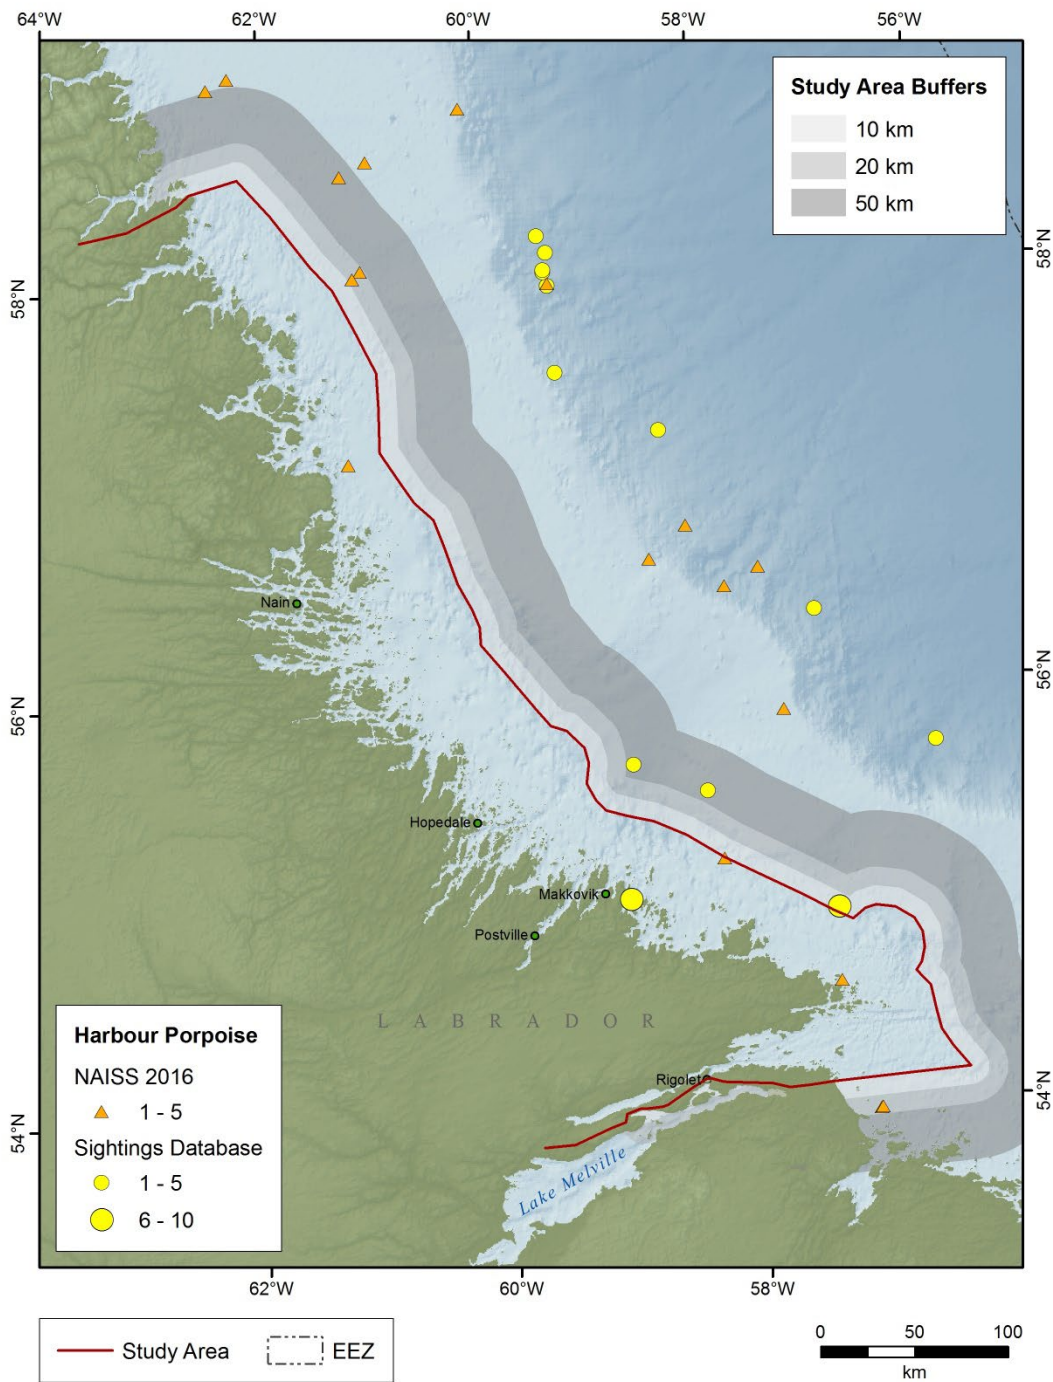 64°W
62°W
60°W
58°W
56°W
Study Area Buffers
10 km
20 km
50 km
58°N
58°N
Nain
56°N
56°N
Hopedale
Makkovik
Postville
LABRADOR
Rigolet
Lake Melville
54°N
54°N
Harbour Porpoise
NAISS 2016
1 - 5
Sightings Database
1 - 5
6 - 10
62°W
60°W
58°W
Study Area
EEZ
0 50 100
km